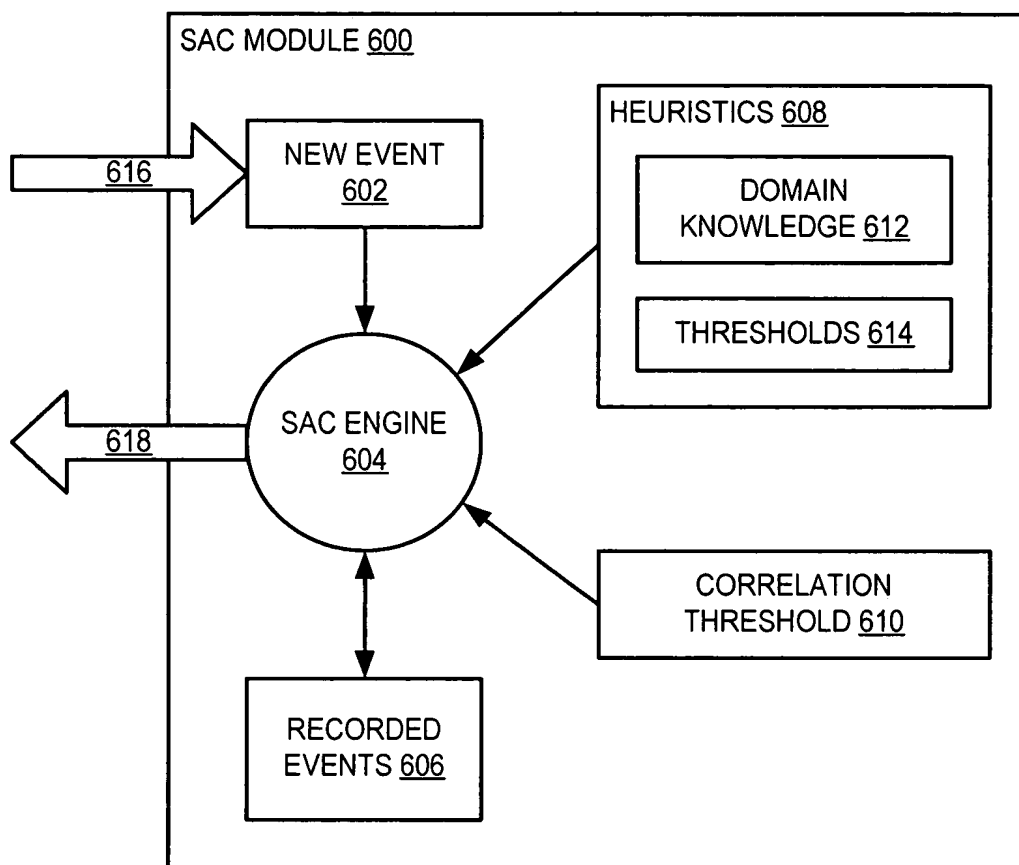 SAC MODULE 600
616
NEW EVENT
602
HEURISTICS 608
DOMAIN
KNOWLEDGE 612
THRESHOLDS 614
618
SAC ENGINE
604
CORRELATION
THRESHOLD 610
RECORDED
EVENTS 606